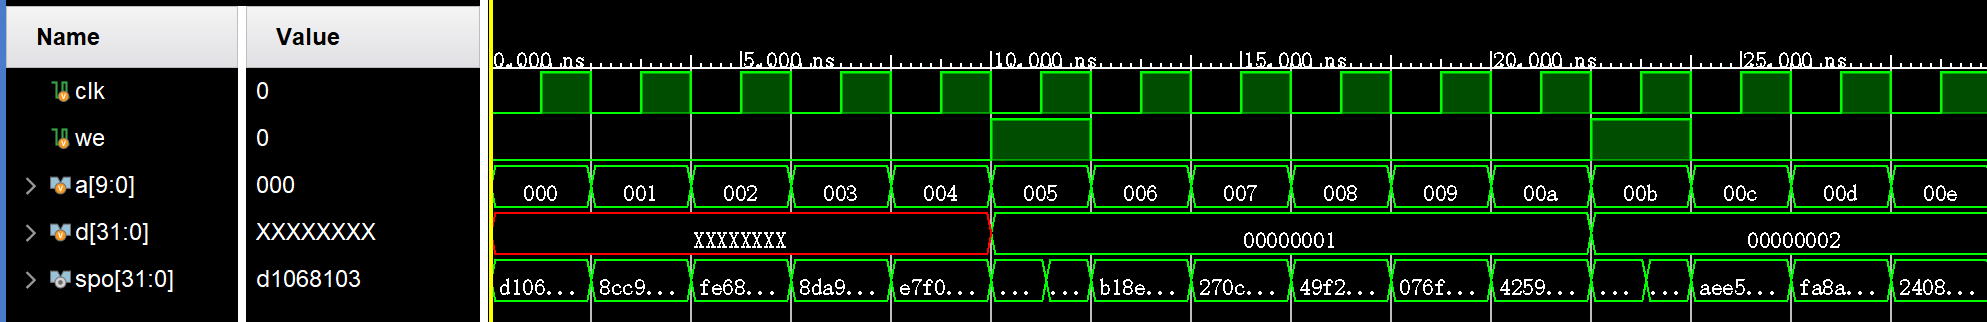 Name Value
0.000 ns 5.000 ns 10.000 ns 15.000 ns 20.000 ns 25.000 ns
clk 0
we 0
a[9:0] 000 000 001 002 003 004 005 006 007 008 009 00a 00b 00c 00d 00e
d[31:0] XXXXXXXX XXXXXXXX 00000001 00000002
spo[31:0] d1068103 d106... 8cc9... fe68... 8da9... e7f0... ... ... b18e... 270c... 49f2... 076f... 4259... ... ... aee5... fa8a... 2408...